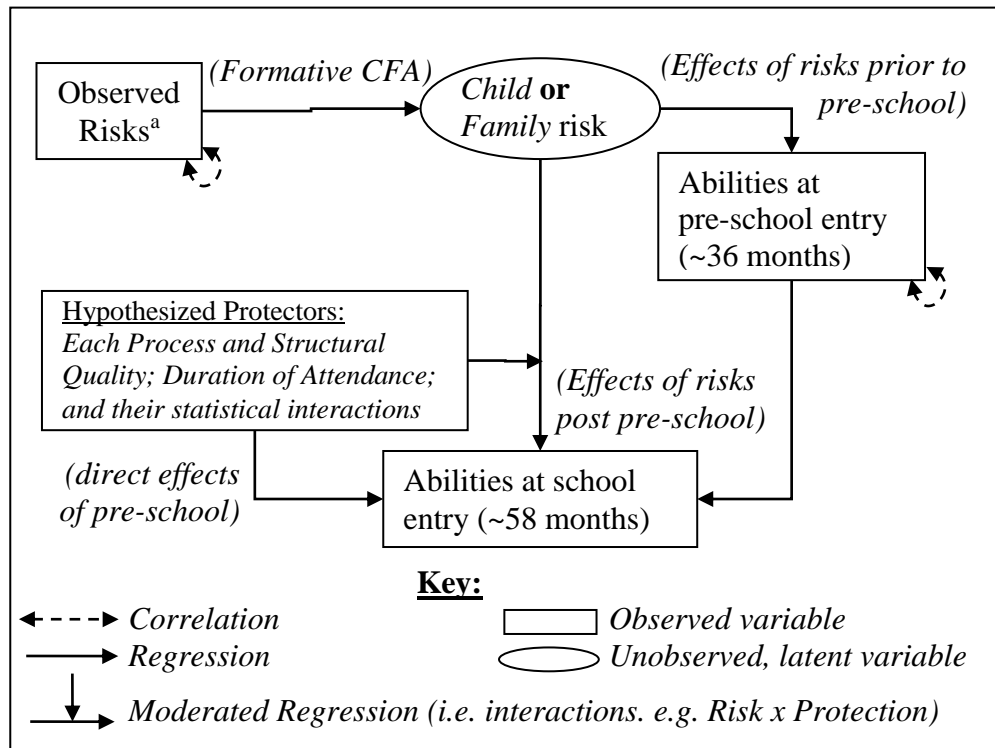 (Formative CFA)
(Effects of risks prior to
pre-school)
Observed
Risksᵃ
Child or
Family risk
Abilities at
pre-school entry
(~36 months)
Hypothesized Protectors:
Each Process and Structural
Quality; Duration of Attendance;
and their statistical interactions
(Effects of risks
post pre-school)
(direct effects
of pre-school)
Abilities at school
entry (~58 months)
Key:
Correlation
Observed variable
Regression
Unobserved, latent variable
Moderated Regression (i.e. interactions. e.g. Risk x Protection)